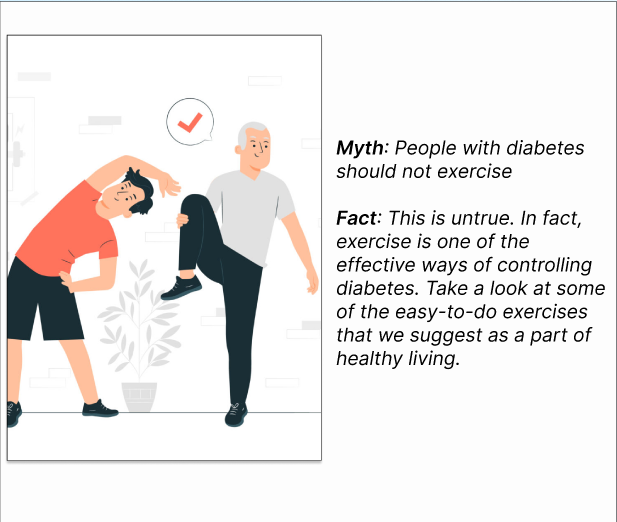 Myth: People with diabetes
should not exercise
Fact: This is untrue. In fact,
exercise is one of the
effective ways of controlling
diabetes. Take a look at some
of the easy-to-do exercises
that we suggest as a part of
healthy living.